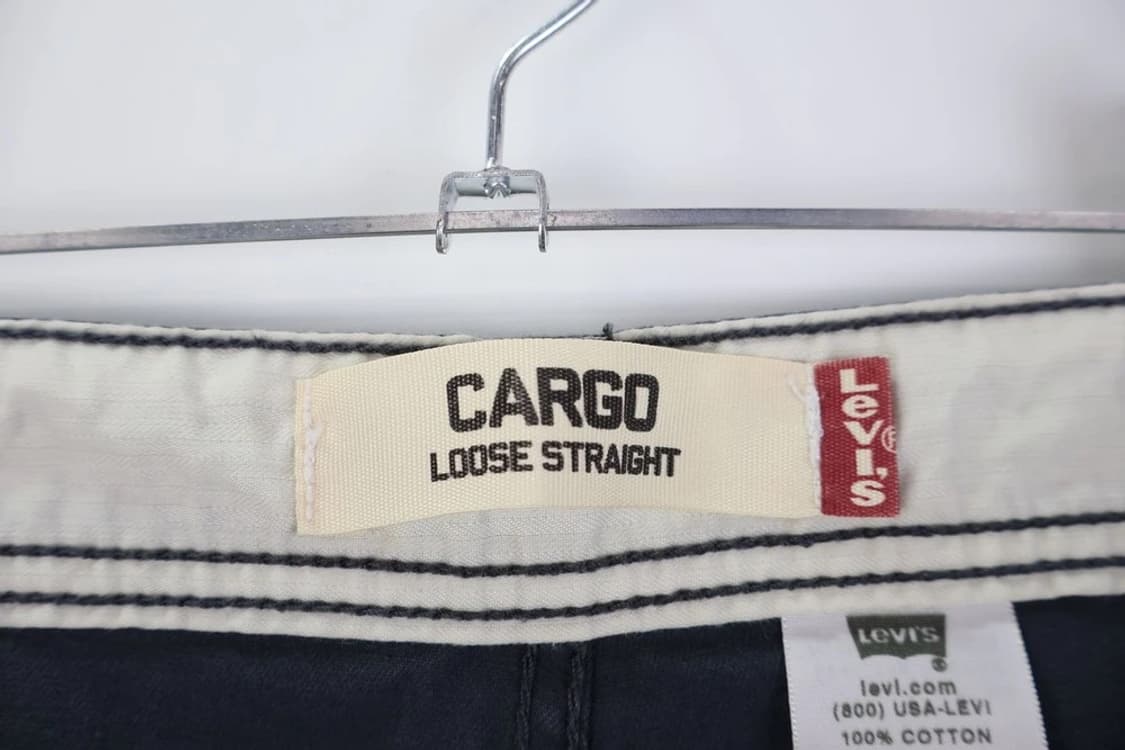 CARGO
LOOSE STRAIGHT
Levi's®
LEVI'S®
levi.com
(800) USA-LEVI
100% COTTON